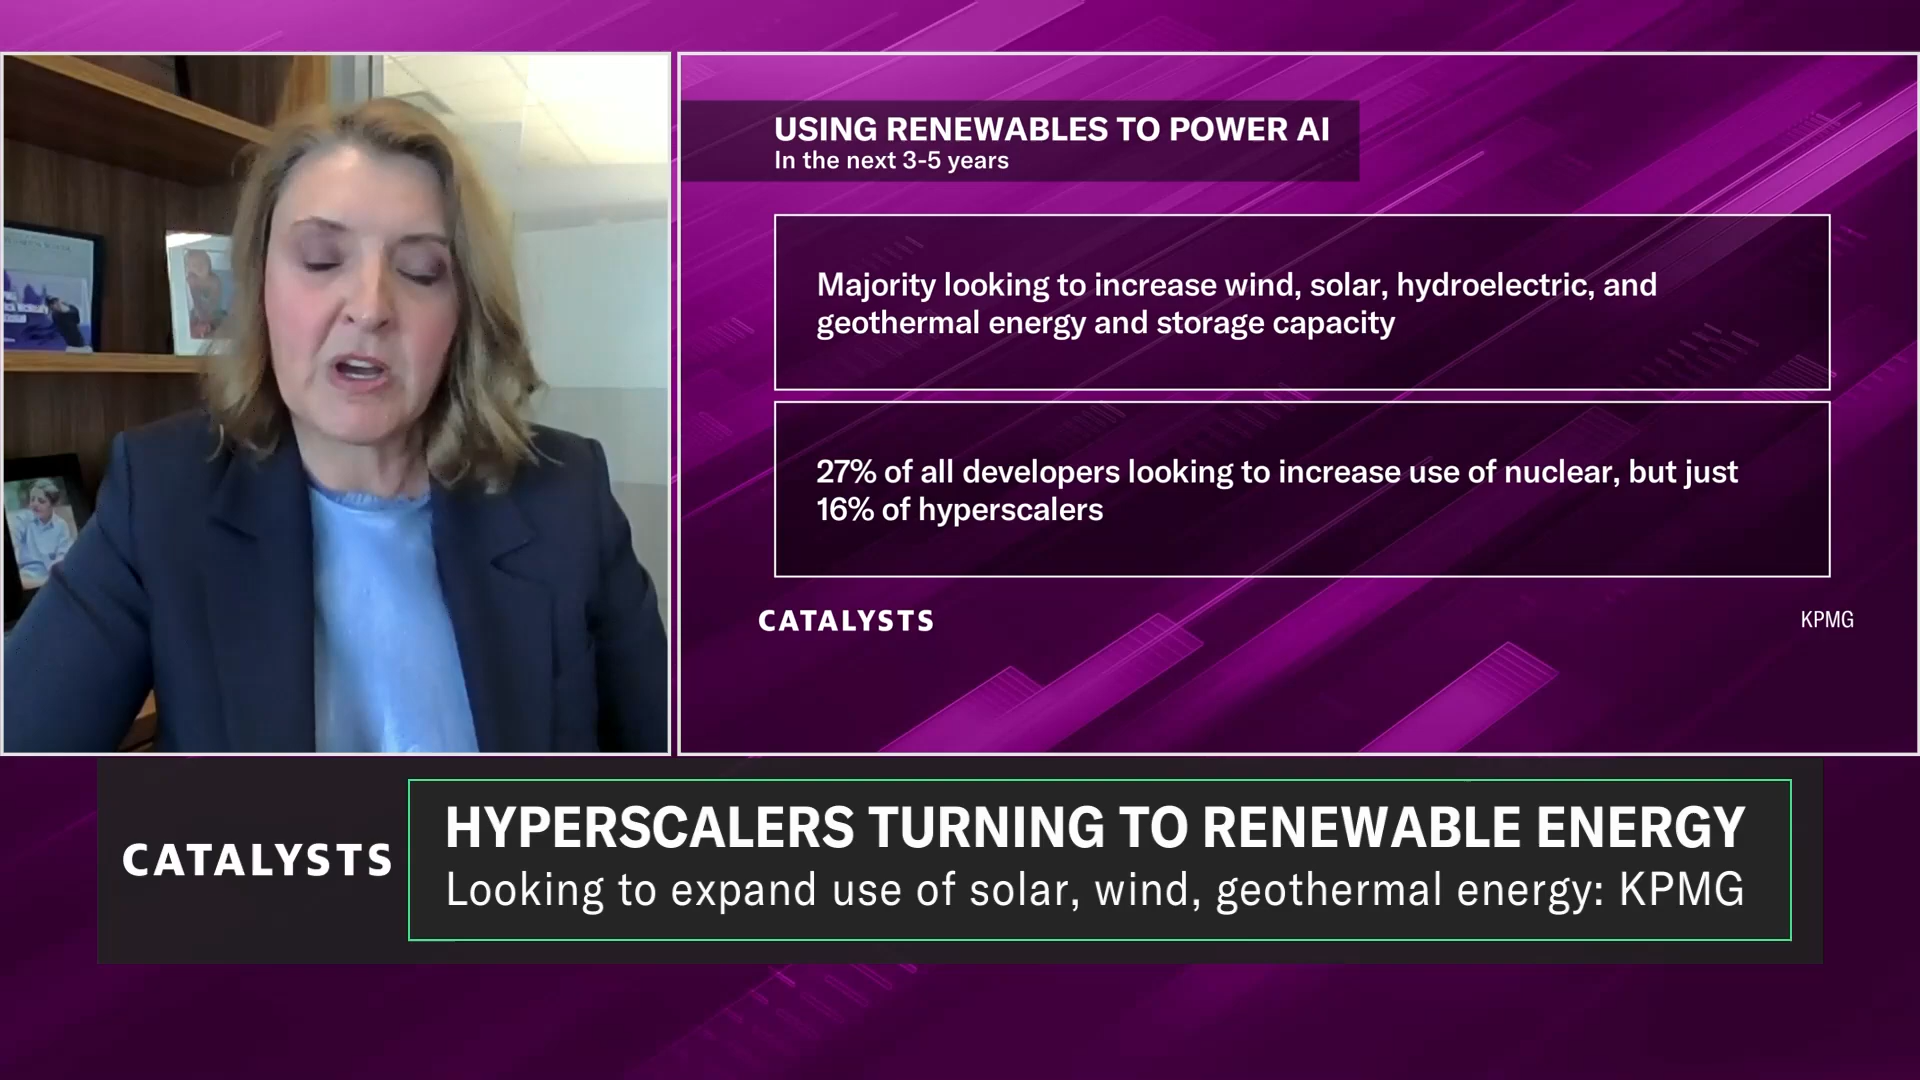 USING RENEWABLES TO POWER AI
In the next 3-5 years
Majority looking to increase wind, solar, hydroelectric, and
geothermal energy and storage capacity
27% of all developers looking to increase use of nuclear, but just
16% of hyperscalers
CATALYSTS
KPMG
CATALYSTS
HYPERSCALERS TURNING TO RENEWABLE ENERGY
Looking to expand use of solar, wind, geothermal energy: KPMG